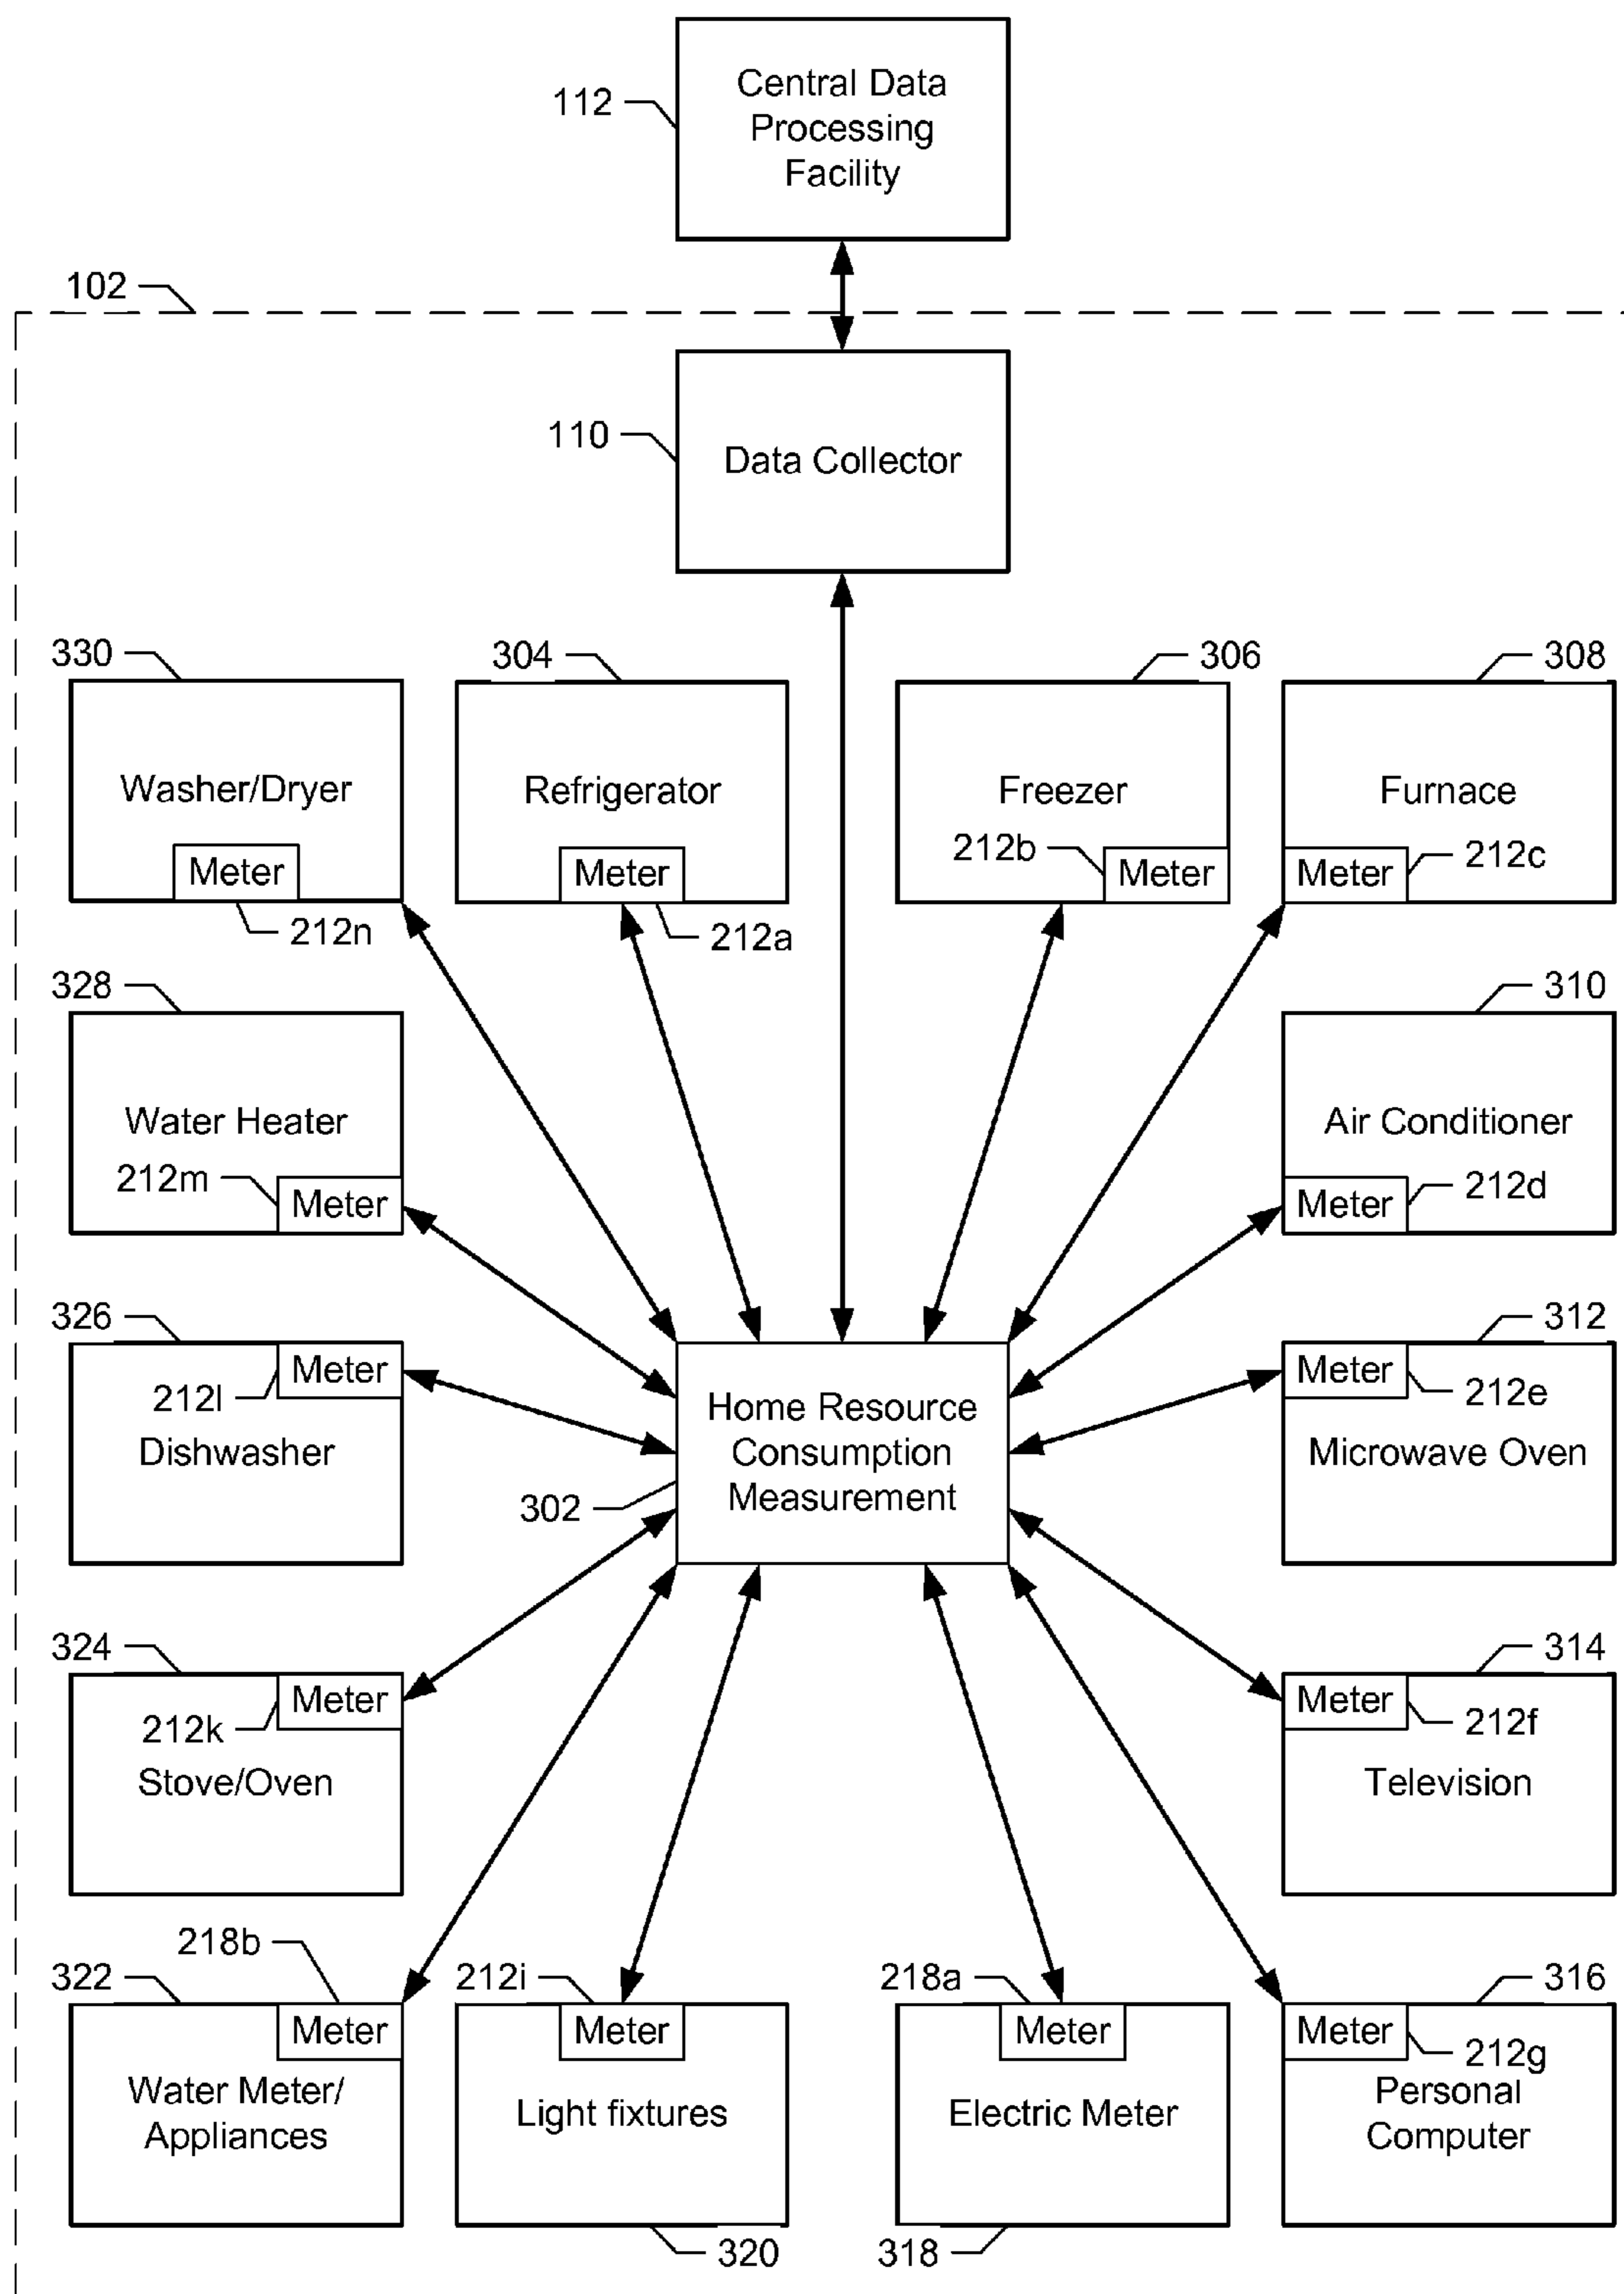 Central Data
Processing
Facility
112
102
110
Data Collector
330
304
306
308
Washer/Dryer
Refrigerator
Freezer
Furnace
Meter
Meter
212b
Meter
Meter
212c
212n
212a
328
310
Water Heater
Air Conditioner
212m
Meter
Meter
212d
326
312
Meter
Meter
212l
212e
Dishwasher
Microwave Oven
Home Resource
Consumption
Measurement
302
324
314
Meter
Meter
212k
212f
Stove/Oven
Television
218b
322
212i
218a
316
Meter
Meter
Meter
Meter
212g
Water Meter/
Appliances
Light fixtures
Electric Meter
Personal
Computer
320
318